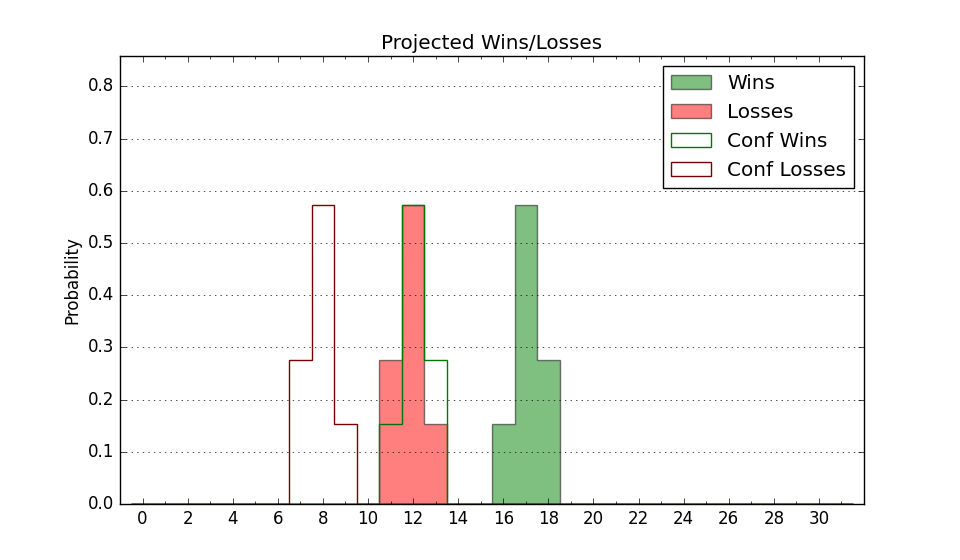 Projected Wins/Losses
Wins
Losses
Conf Wins
Conf Losses
Probability
0.8
0.7
0.6
0.5
0.4
0.3
0.2
0.1
0.0
0 2 4 6 8 10 12 14 16 18 20 22 24 26 28 30